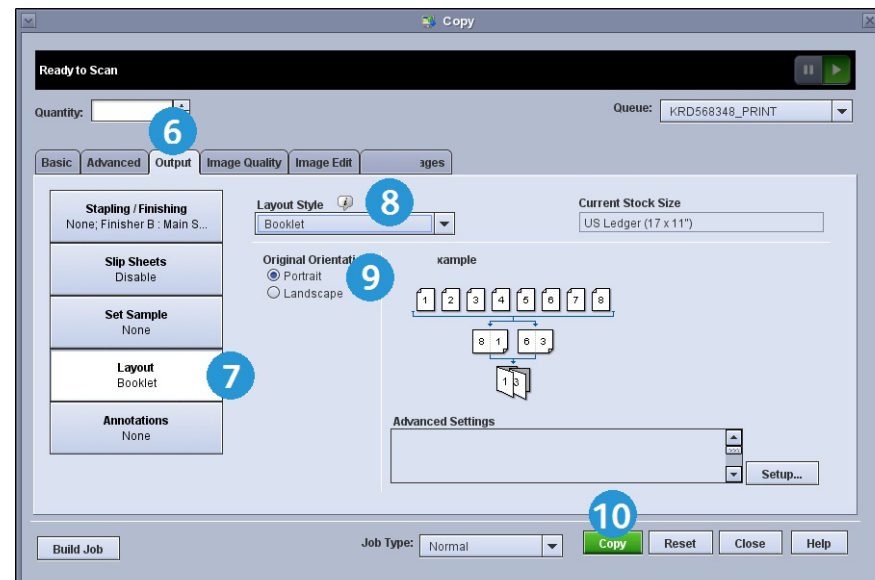 Copy
Ready to Scan
Quantity:
Queue: KRD568348_PRINT
6
Basic Advanced Output Image Quality Image Edit ages
Stapling / Finishing
None; Finisher B : Main S...
Layout Style
8
Booklet
Current Stock Size
US Ledger (17 x 11")
Slip Sheets
Disable
Original Orientati
9
Portrait
Landscape
xample
1 2 3 4 5 6 7 8
8 1 6 3
1 3
Set Sample
None
Layout
Booklet
7
Annotations
None
Advanced Settings
Setup...
10
Build Job
Job Type: Normal
Copy Reset Close Help